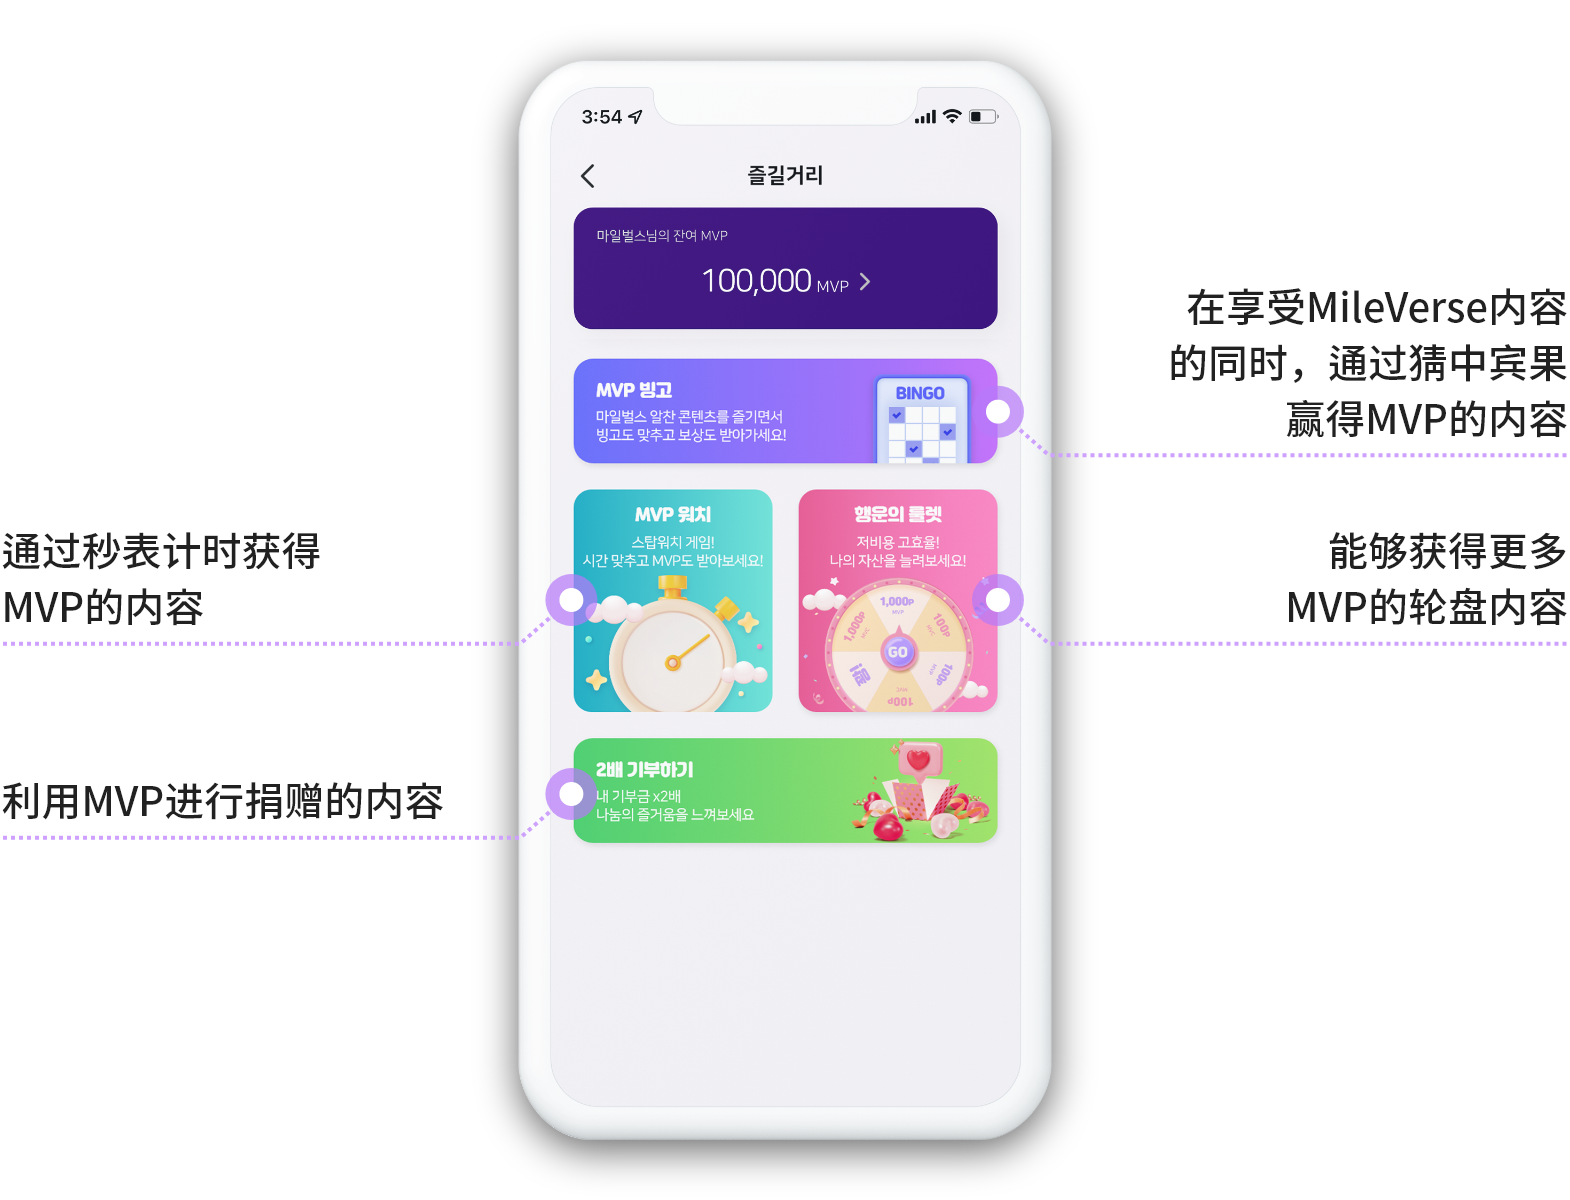 3:54
즐길거리
마일벌스님의 잔여 MVP
100,000 MVP
MVP 빙고
마일벌스 알찬 콘텐츠를 즐기면서
빙고도 맞추고 보상도 받아가세요!
BINGO
在享受MileVerse内容
的同时，通过猜中宾果
赢得MVP的内容
MVP 워치
스탑워치 게임!
시간 맞추고 MVP도 받아보세요!
通过秒表计时获得
MVP的内容
행운의 룰렛
저비용 고효율!
나의 자산을 늘려보세요!
1,000P
MVP
1,000P
MVP
100P
MVP
GO
꽝!
100P
MVP
100P
MVP
能够获得更多
MVP的轮盘内容
2배 기부하기
내 기부금 x2배
나눔의 즐거움을 느껴보세요
利用MVP进行捐赠的内容